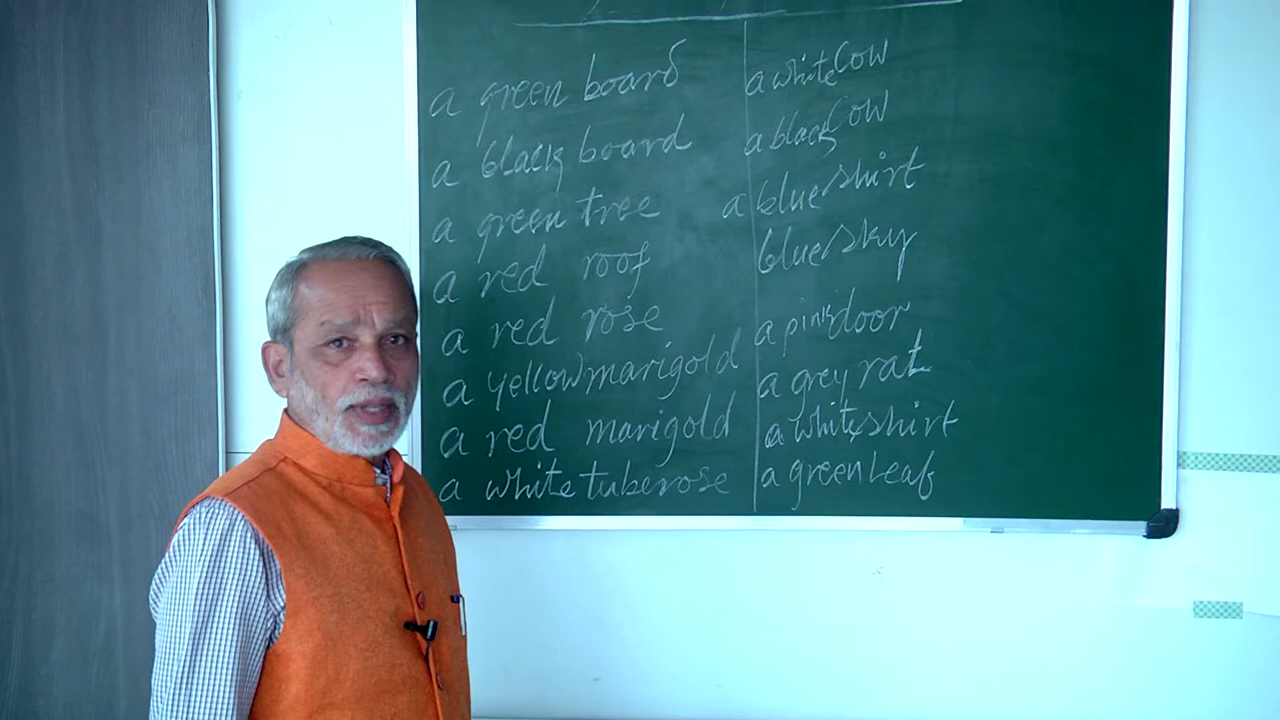 a green board
a black board
a green tree
a red roof
a red rose
a yellow marigold
a red marigold
a white tuberose
a white Cow
a black Cow
a blue shirt
blue sky
a pink door
a grey rat
a white shirt
a green leaf